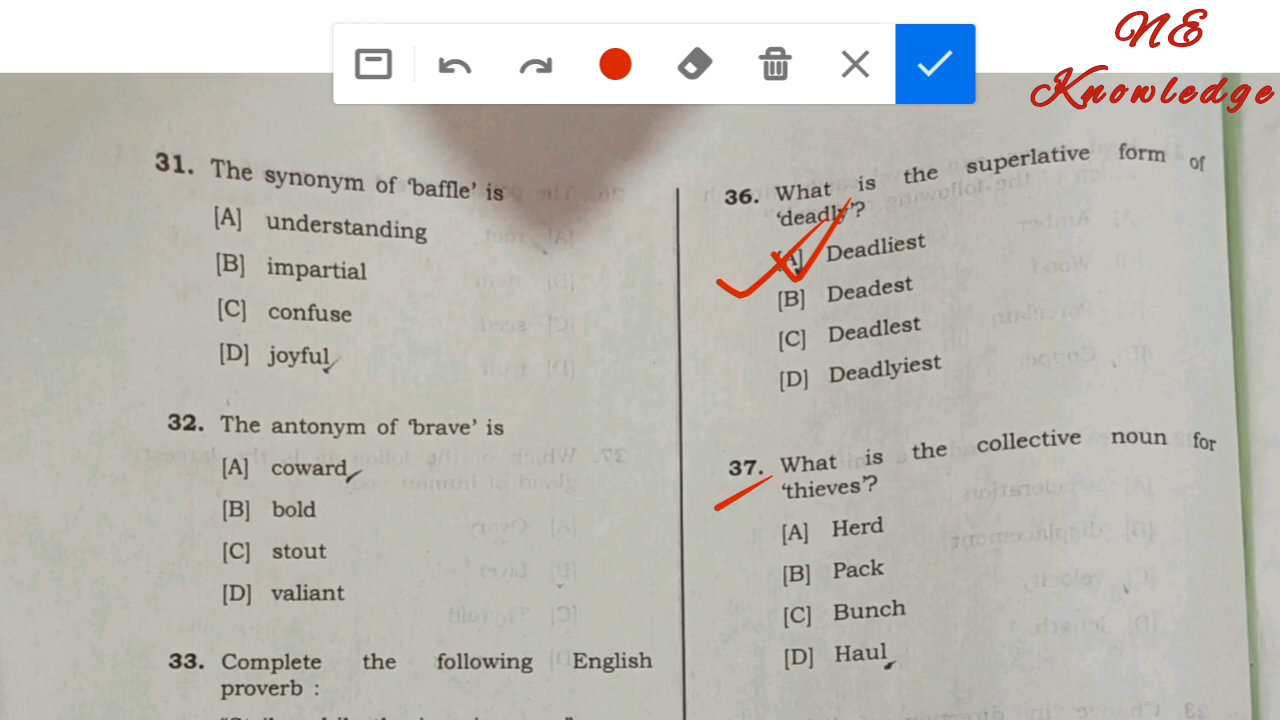 NE
Knowledge
31. The synonym of 'baffle' is
[A] understanding
[B] impartial
[C] confuse
[D] joyful
32. The antonym of 'brave' is
[A] coward
[B] bold
[C] stout
[D] valiant
33. Complete the following English
proverb :
36. What is the superlative form of
'deadly'?
[A] Deadliest
[B] Deadest
[C] Deadlest
[D] Deadlyiest
37. What is the collective noun for
'thieves'?
[A] Herd
[B] Pack
[C] Bunch
[D] Haul